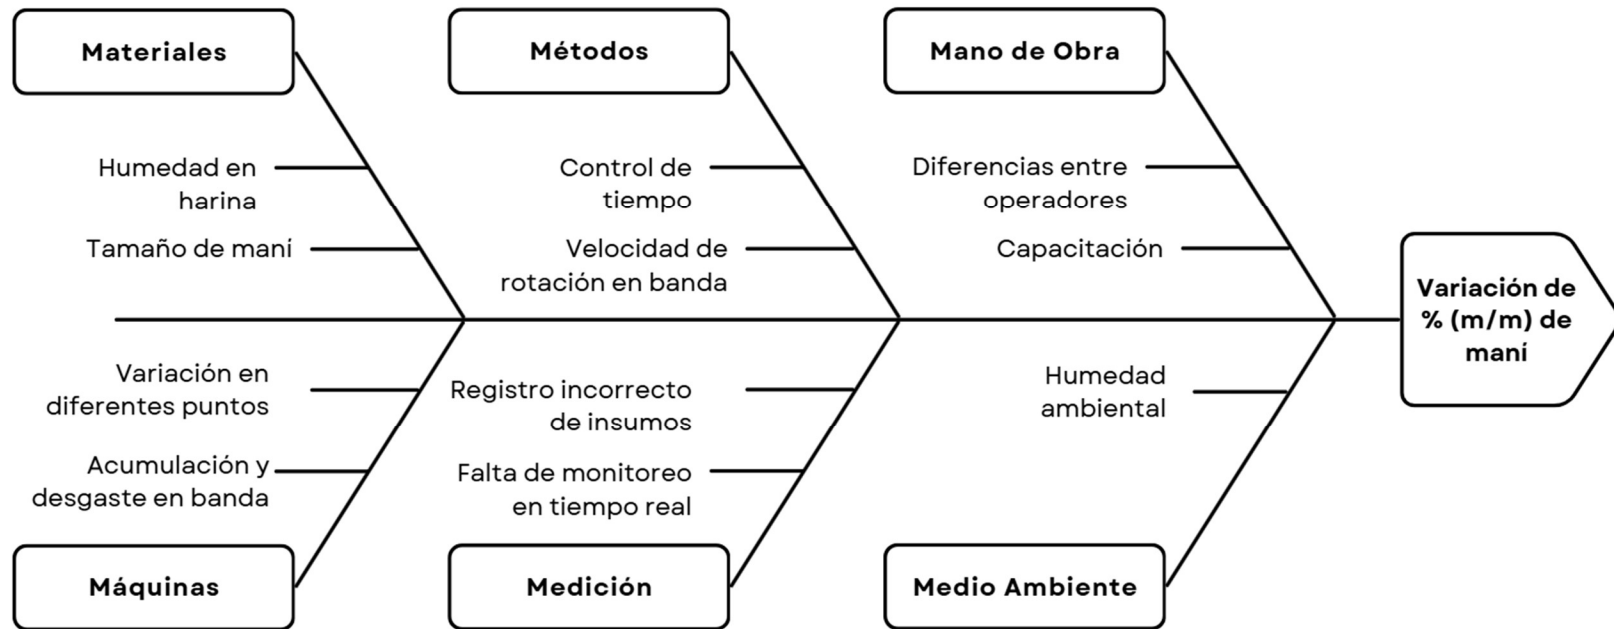 Materiales
Métodos
Mano de Obra
Humedad en
harina
Tamaño de maní
Control de
tiempo
Velocidad de
rotación en banda
Diferencias entre
operadores
Capacitación
Variación de
% (m/m) de
maní
Variación en
diferentes puntos
Acumulación y
desgaste en banda
Registro incorrecto
de insumos
Falta de monitoreo
en tiempo real
Humedad
ambiental
Máquinas
Medición
Medio Ambiente